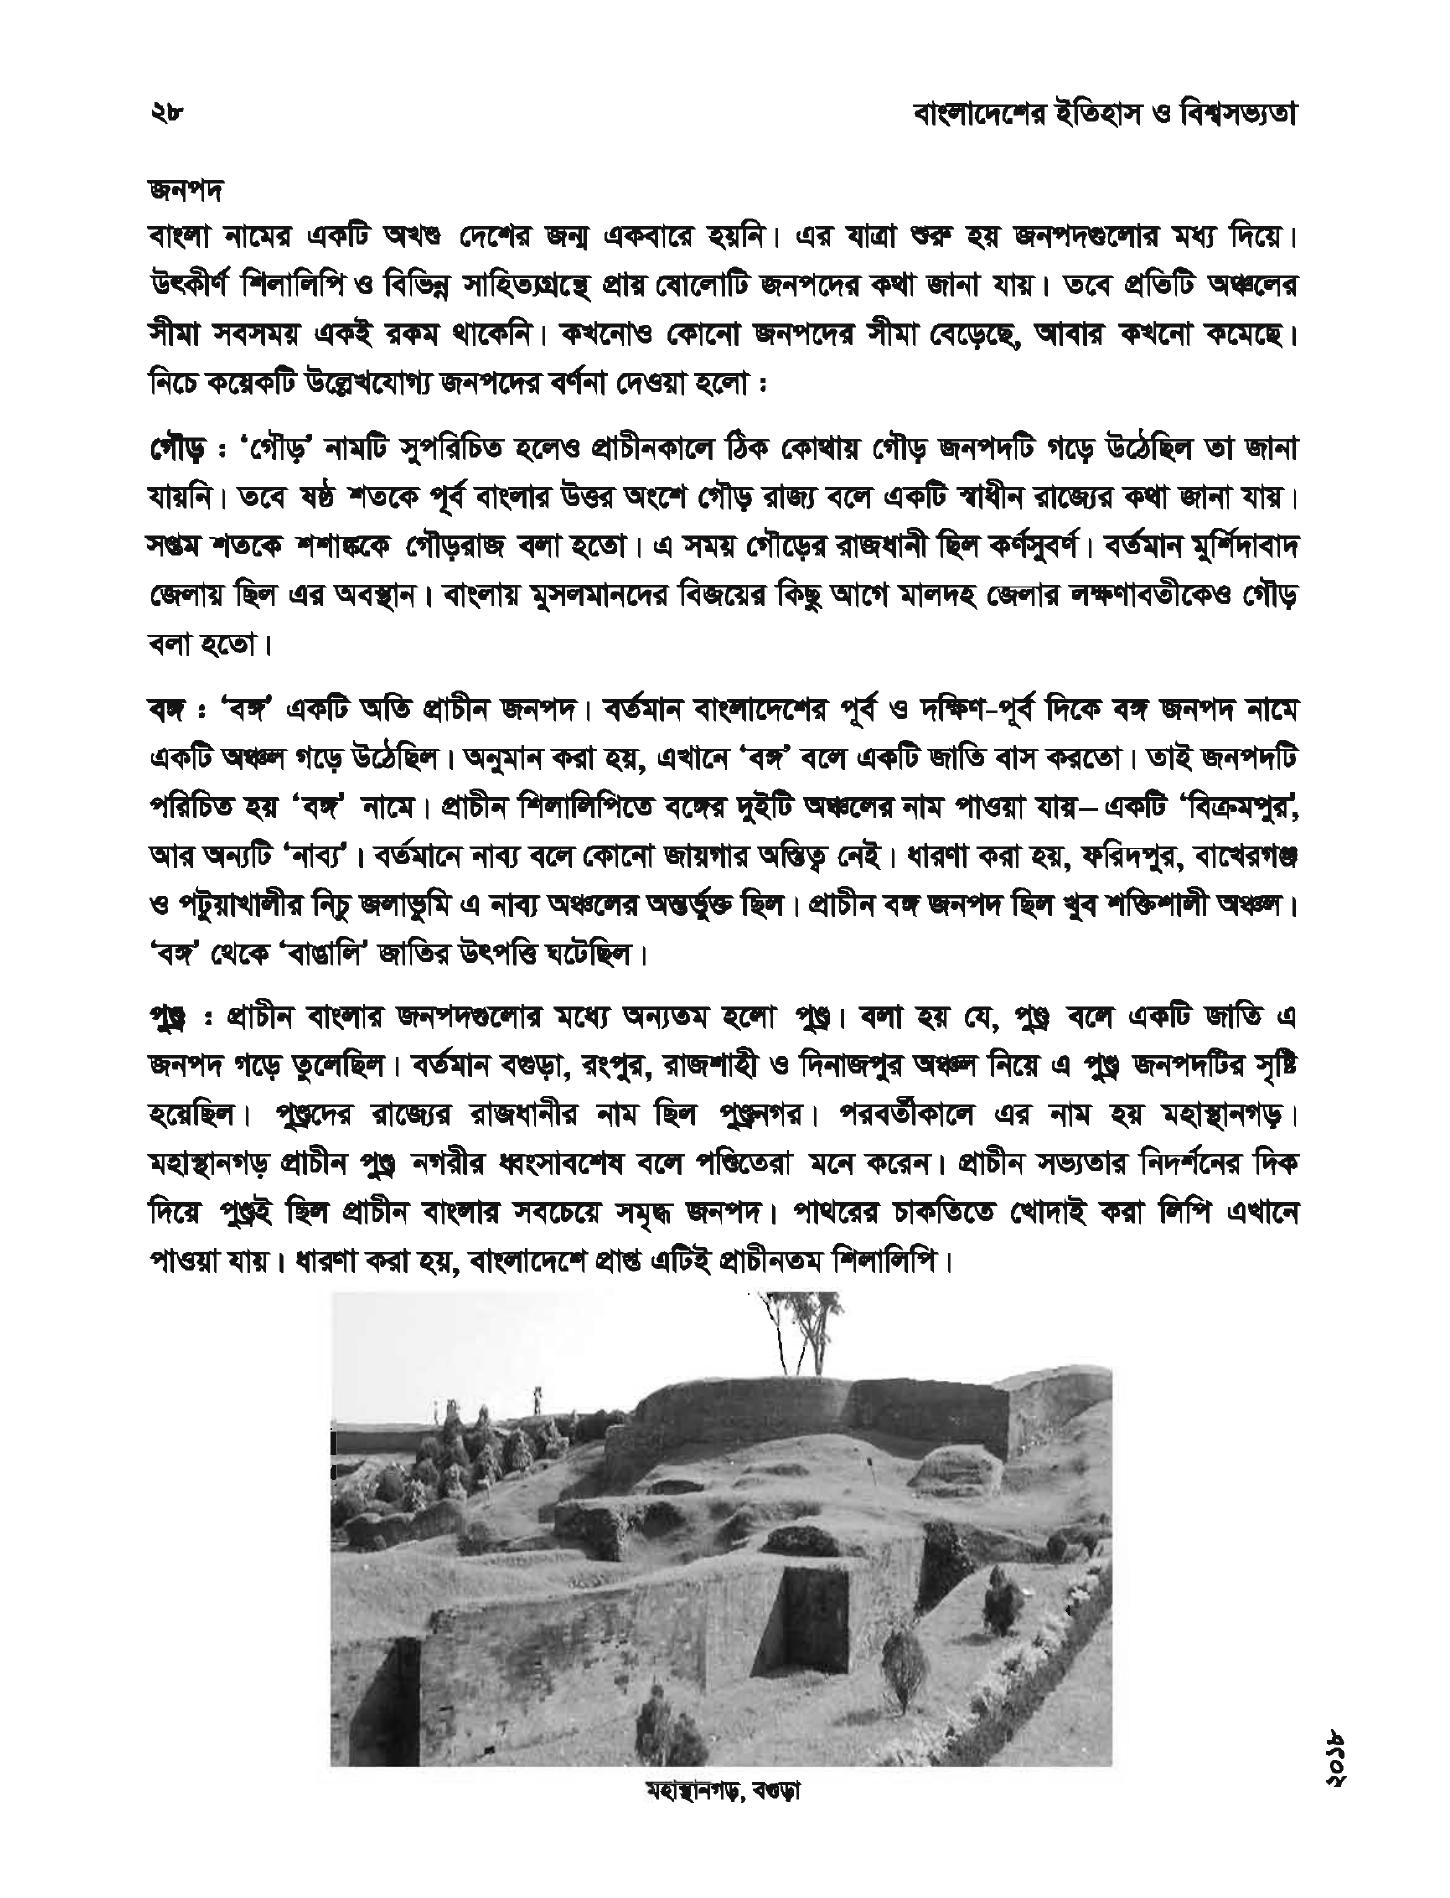 ২৮
বাংলাদেশের ইতিহাস ও বিশ্বসভ্যতা
জনপদ
বাংলা নামের একটি অখণ্ড দেশের জন্ম একবারে হয়নি। এর যাত্রা শুরু হয় জনপদগুলোর মধ্য দিয়ে।
উৎকীর্ণ শিলালিপি ও বিভিন্ন সাহিত্যগ্রন্থে প্রায় ষোলোটি জনপদের কথা জানা যায়। তবে প্রতিটি অঞ্চলের
সীমা সবসময় একই রকম থাকেনি। কখনোও কোনো জনপদের সীমা বেড়েছে, আবার কখনো কমেছে।
নিচে কয়েকটি উল্লেখযোগ্য জনপদের বর্ণনা দেওয়া হলো :
গৌড় : ‘গৌড়’ নামটি সুপরিচিত হলেও প্রাচীনকালে ঠিক কোথায় গৌড় জনপদটি গড়ে উঠেছিল তা জানা
যায়নি। তবে ষষ্ঠ শতকে পূর্ব বাংলার উত্তর অংশে গৌড় রাজ্য বলে একটি স্বাধীন রাজ্যের কথা জানা যায়।
সপ্তম শতকে শশাঙ্ককে গৌড়রাজ বলা হতো। এ সময় গৌড়ের রাজধানী ছিল কর্ণসুবর্ণ। বর্তমান মুর্শিদাবাদ
জেলায় ছিল এর অবস্থান। বাংলায় মুসলমানদের বিজয়ের কিছু আগে মালদহ জেলার লক্ষণাবতীকেও গৌড়
বলা হতো।
বঙ্গ : ‘বঙ্গ’ একটি অতি প্রাচীন জনপদ। বর্তমান বাংলাদেশের পূর্ব ও দক্ষিণ-পূর্ব দিকে বঙ্গ জনপদ নামে
একটি অঞ্চল গড়ে উঠেছিল। অনুমান করা হয়, এখানে ‘বঙ্গ’ বলে একটি জাতি বাস করতো। তাই জনপদটি
পরিচিত হয় ‘বঙ্গ’ নামে। প্রাচীন শিলালিপিতে বঙ্গের দুইটি অঞ্চলের নাম পাওয়া যায়– একটি ‘বিক্রমপুর’,
আর অন্যটি ‘নাব্য’। বর্তমানে নাব্য বলে কোনো জায়গার অস্তিত্ব নেই। ধারণা করা হয়, ফরিদপুর, বাখেরগঞ্জ
ও পটুয়াখালীর নিচু জলাভুমি এ নাব্য অঞ্চলের অন্তর্ভুক্ত ছিল। প্রাচীন বঙ্গ জনপদ ছিল খুব শক্তিশালী অঞ্চল।
‘বঙ্গ’ থেকে ‘বাঙালি’ জাতির উৎপত্তি ঘটেছিল।
পুণ্ড্র : প্রাচীন বাংলার জনপদগুলোর মধ্যে অন্যতম হলো পুণ্ড্র। বলা হয় যে, পুণ্ড্র বলে একটি জাতি এ
জনপদ গড়ে তুলেছিল। বর্তমান বগুড়া, রংপুর, রাজশাহী ও দিনাজপুর অঞ্চল নিয়ে এ পুণ্ড্র জনপদটির সৃষ্টি
হয়েছিল। পুণ্ড্রদের রাজ্যের রাজধানীর নাম ছিল পুণ্ড্রনগর। পরবর্তীকালে এর নাম হয় মহাস্থানগড়।
মহাস্থানগড় প্রাচীন পুণ্ড্র নগরীর ধ্বংসাবশেষ বলে পণ্ডিতেরা মনে করেন। প্রাচীন সভ্যতার নিদর্শনের দিক
দিয়ে পুণ্ড্রই ছিল প্রাচীন বাংলার সবচেয়ে সমৃদ্ধ জনপদ। পাথরের চাকতিতে খোদাই করা লিপি এখানে
পাওয়া যায়। ধারণা করা হয়, বাংলাদেশে প্রাপ্ত এটিই প্রাচীনতম শিলালিপি।
মহাস্থানগড়, বগুড়া
২০১৮